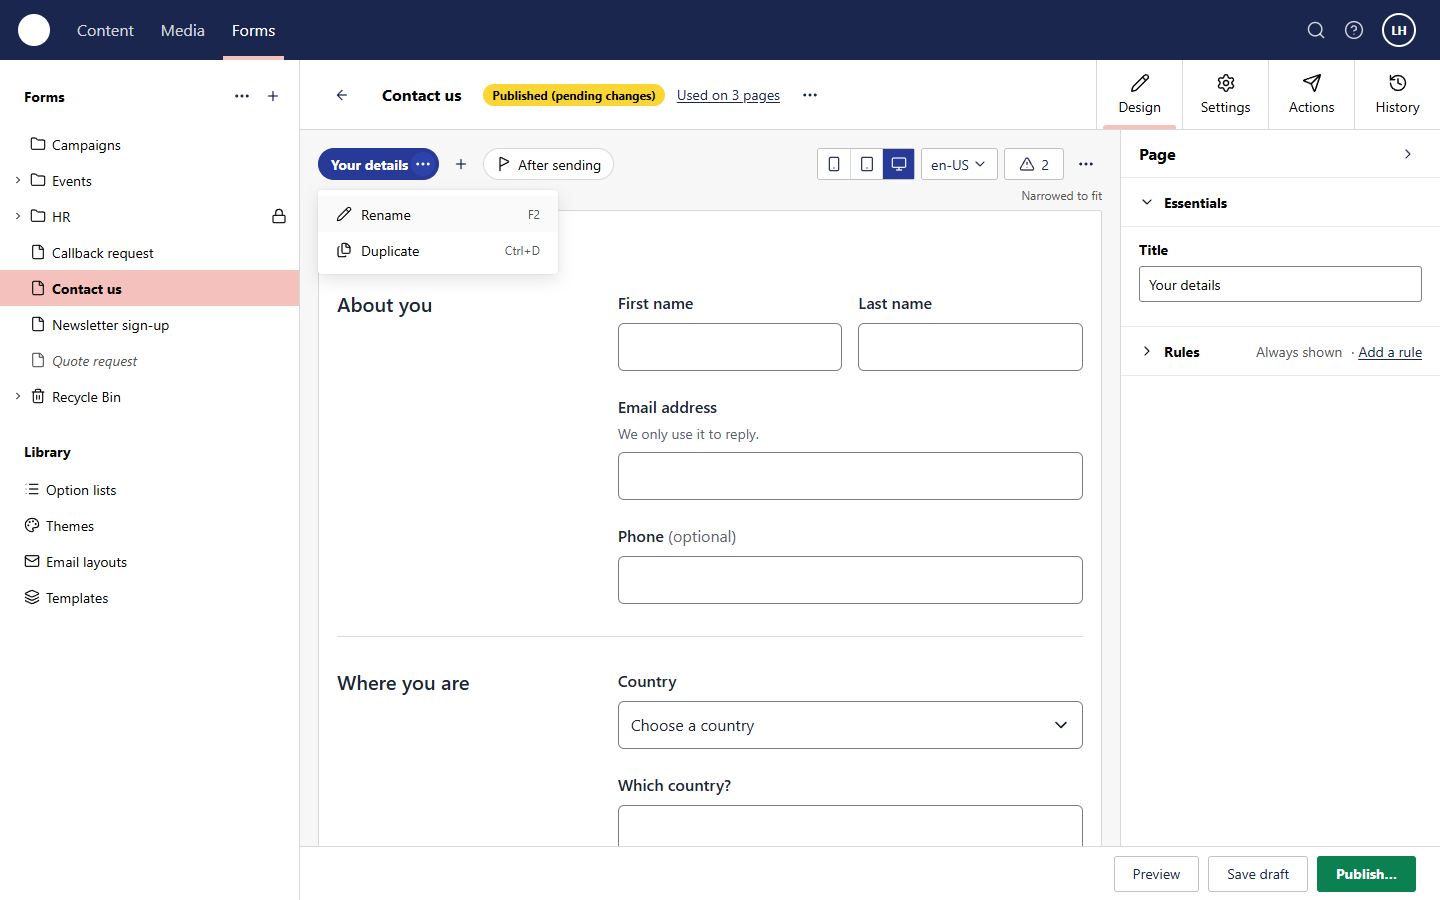 Content Media Forms
LH
Forms
Campaigns
Events
HR
Callback request
Contact us
Newsletter sign-up
Quote request
Recycle Bin
Library
Option lists
Themes
Email layouts
Templates
Contact us Published (pending changes) Used on 3 pages
Design Settings Actions History
Your details After sending
en-US 2
Narrowed to fit
Rename F2
Duplicate Ctrl+D
About you
First name Last name
Email address
We only use it to reply.
Phone (optional)
Where you are
Country
Choose a country
Which country?
Page
Essentials
Title
Your details
Rules Always shown · Add a rule
Preview Save draft Publish...